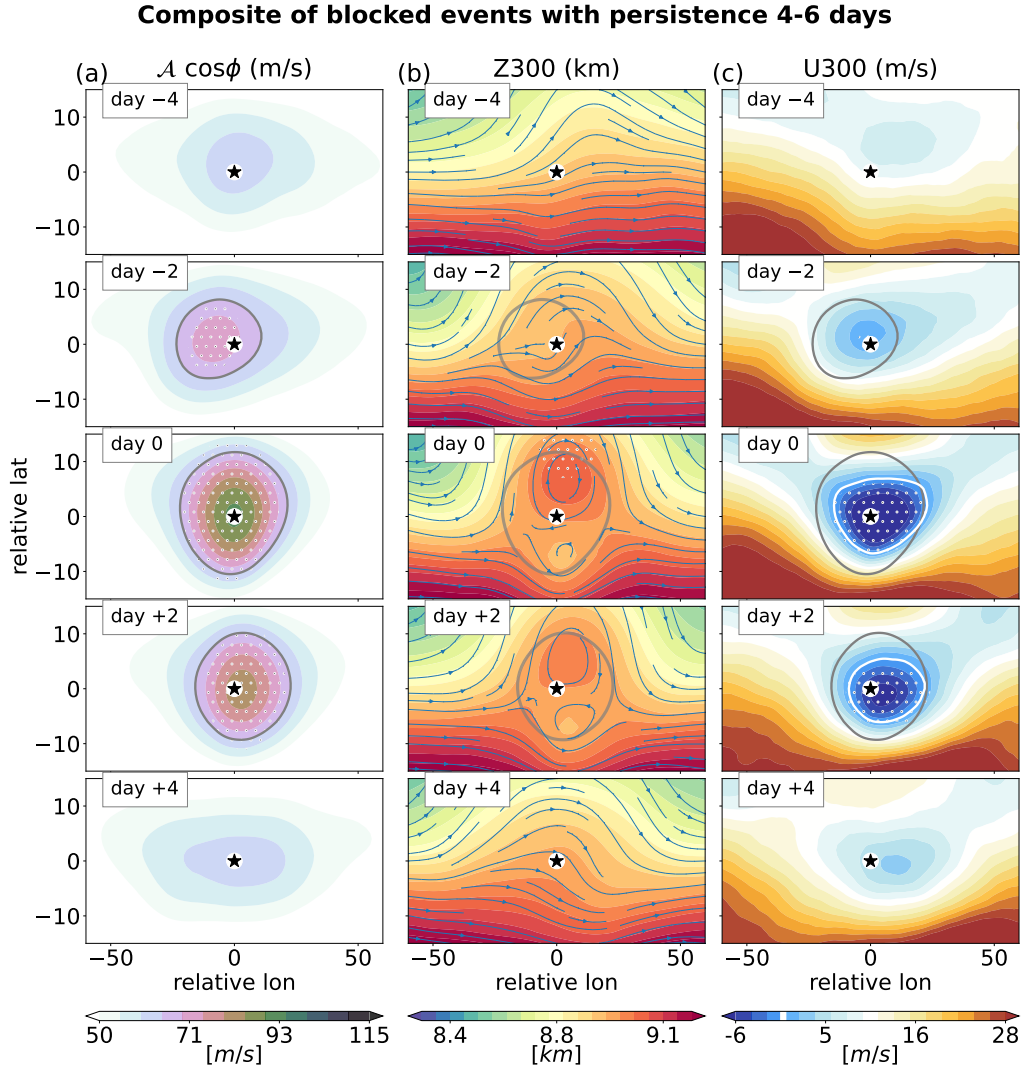 Composite of blocked events with persistence 4-6 days
(a) 𝒜 cosϕ (m/s) (b) Z300 (km) (c) U300 (m/s)
day −4 day −4 day −4
10
0
−10
day −2 day −2 day −2
10
0
−10
day 0 day 0 day 0
10
0
−10
relative lat
day +2 day +2 day +2
10
0
−10
day +4 day +4 day +4
10
0
−10
−50 0 50 −50 0 50 −50 0 50
relative lon relative lon relative lon
50 71 93 115 8.4 8.8 9.1 -6 5 16 28
[m/s] [km] [m/s]